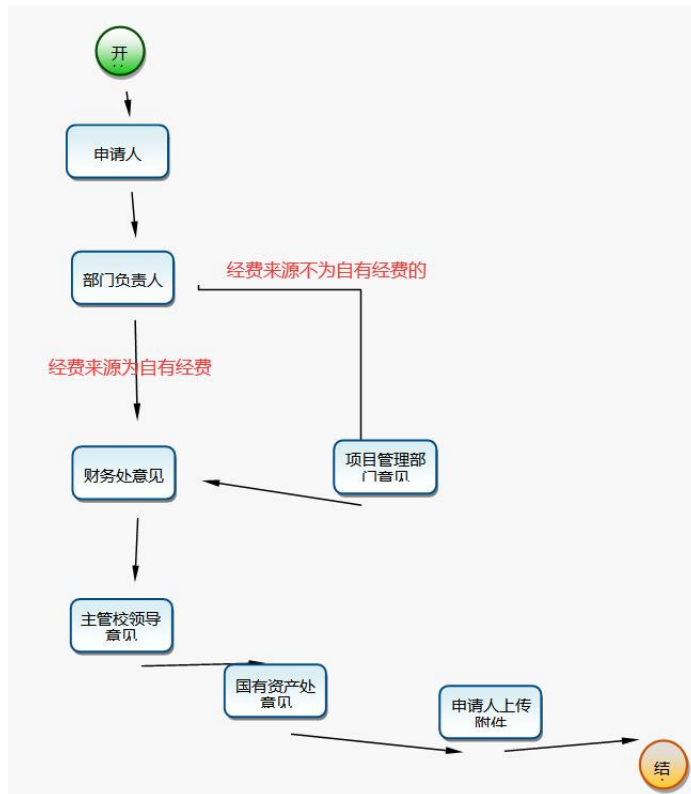 开
申请人
部门负责人
经费来源不为自有经费的
经费来源为自有经费
财务处意见
项目管理部
门意见
主管校领导
意见
国有资产处
意见
申请人上传
附件
结